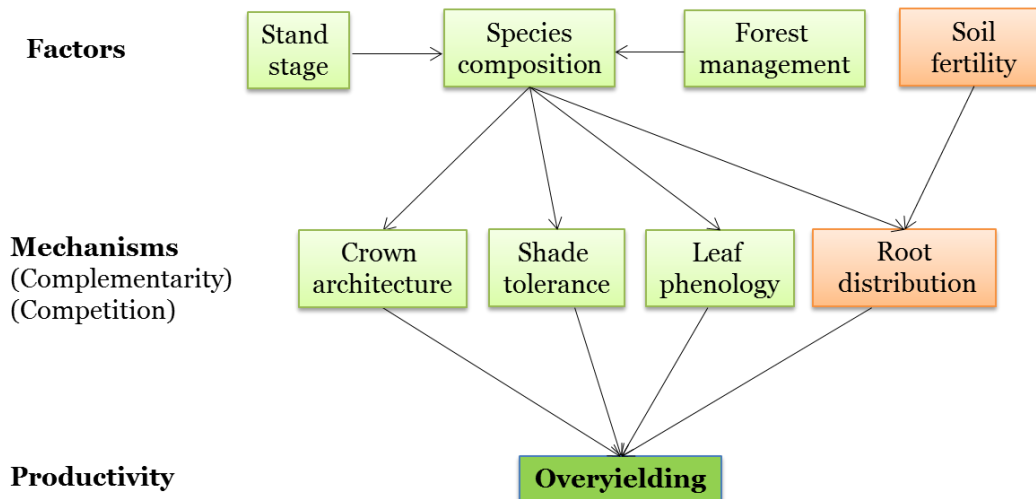 Factors
Stand
stage
Species
composition
Forest
management
Soil
fertility
Mechanisms
(Complementarity)
(Competition)
Crown
architecture
Shade
tolerance
Leaf
phenology
Root
distribution
Productivity
Overyielding